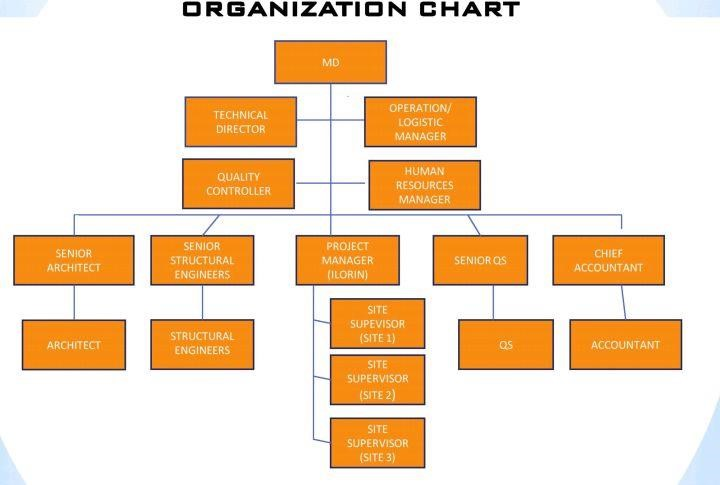 ORGANIZATION CHART
MD
TECHNICAL
DIRECTOR
OPERATION/
LOGISTIC
MANAGER
QUALITY
CONTROLLER
HUMAN
RESOURCES
MANAGER
SENIOR
ARCHITECT
SENIOR
STRUCTURAL
ENGINEERS
PROJECT
MANAGER
(ILORIN)
SENIOR QS
CHIEF
ACCOUNTANT
ARCHITECT
STRUCTURAL
ENGINEERS
SITE
SUPEVISOR
(SITE 1)
SITE
SUPERVISOR
(SITE 2)
SITE
SUPERVISOR
(SITE 3)
QS
ACCOUNTANT